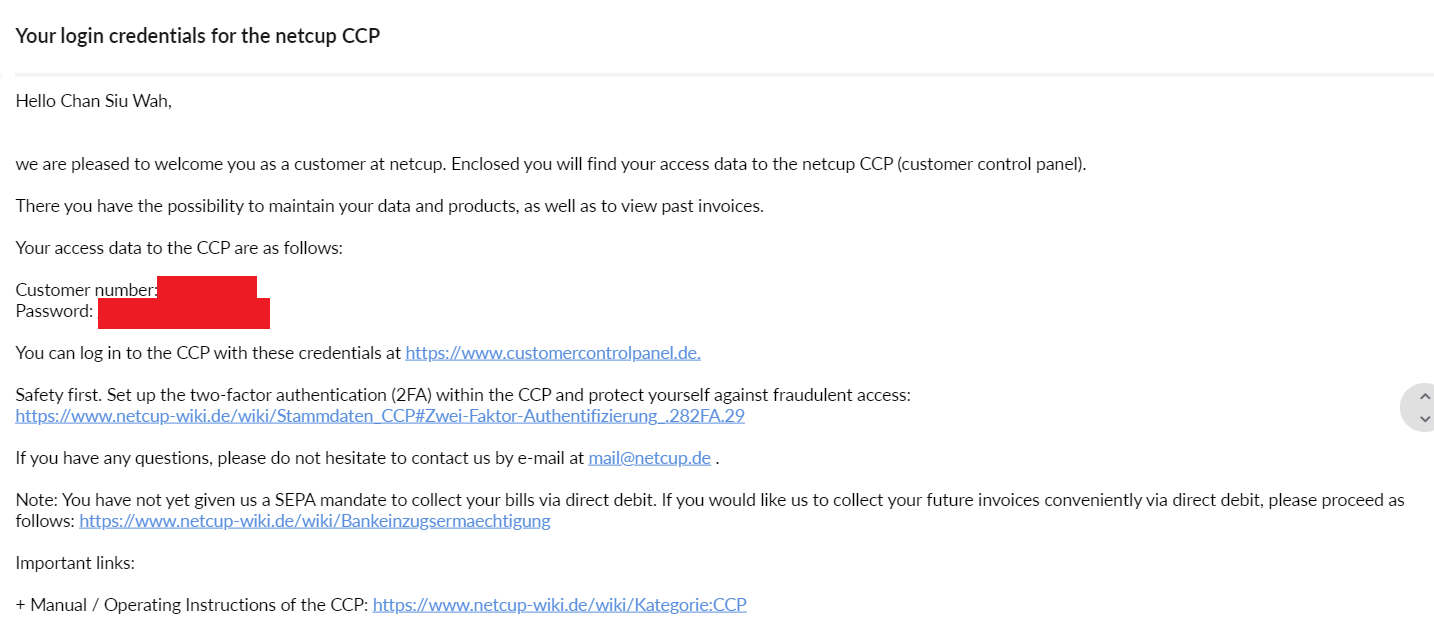 Your login credentials for the netcup CCP
Hello Chan Siu Wah,
we are pleased to welcome you as a customer at netcup. Enclosed you will find your access data to the netcup CCP (customer control panel).
There you have the possibility to maintain your data and products, as well as to view past invoices.
Your access data to the CCP are as follows:
Customer number:
Password:
You can log in to the CCP with these credentials at https://www.customercontrolpanel.de.
Safety first. Set up the two-factor authentication (2FA) within the CCP and protect yourself against fraudulent access:
https://www.netcup-wiki.de/wiki/Stammdaten_CCP#Zwei-Faktor-Authentifizierung_.282FA.29
If you have any questions, please do not hesitate to contact us by e-mail at mail@netcup.de .
Note: You have not yet given us a SEPA mandate to collect your bills via direct debit. If you would like us to collect your future invoices conveniently via direct debit, please proceed as
follows: https://www.netcup-wiki.de/wiki/Bankeinzugsermaechtigung
Important links:
+ Manual / Operating Instructions of the CCP: https://www.netcup-wiki.de/wiki/Kategorie:CCP